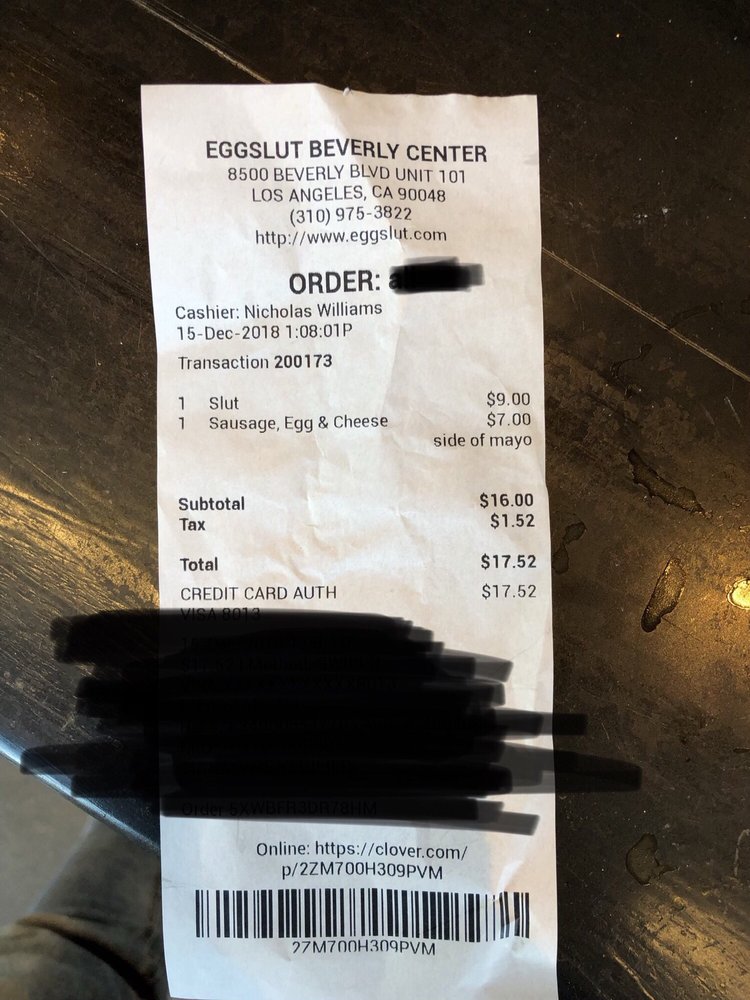 EGGSLUT BEVERLY CENTER
8500 BEVERLY BLVD UNIT 101
LOS ANGELES, CA 90048
(310) 975-3822
http://www.eggslut.com
ORDER:
Cashier: Nicholas Williams
15-Dec-2018 1:08:01P
Transaction 200173
1 Slut $9.00
1 Sausage, Egg & Cheese $7.00
side of mayo
Subtotal $16.00
Tax $1.52
Total $17.52
CREDIT CARD AUTH $17.52
Online: https://clover.com/
p/2ZM700H309PVM
2ZM700H309PVM